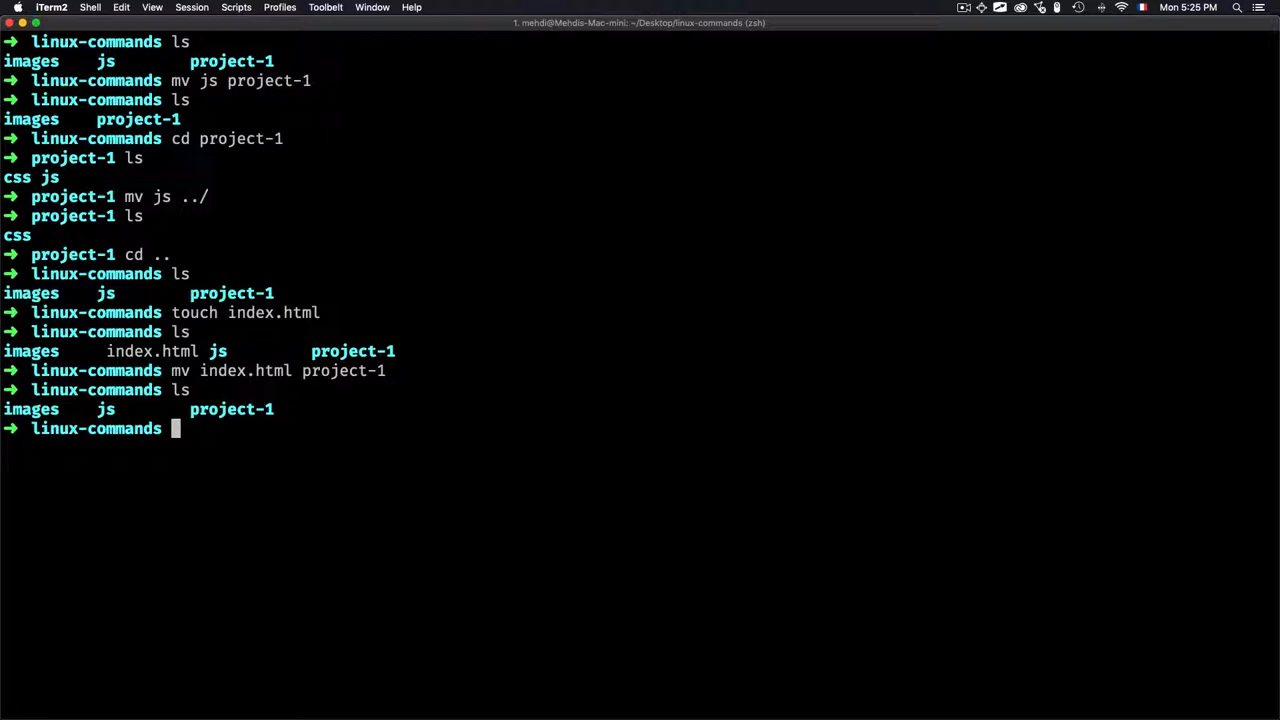 iTerm2 Shell Edit View Session Scripts Profiles Toolbelt Window Help Mon 5:25 PM
1. mehdi@Mehdis-Mac-mini: ~/Desktop/linux-commands (zsh)
➜ linux-commands ls
images js project-1
➜ linux-commands mv js project-1
➜ linux-commands ls
images project-1
➜ linux-commands cd project-1
➜ project-1 ls
css js
➜ project-1 mv js ../
➜ project-1 ls
css
➜ project-1 cd ..
➜ linux-commands ls
images js project-1
➜ linux-commands touch index.html
➜ linux-commands ls
images index.html js project-1
➜ linux-commands mv index.html project-1
➜ linux-commands ls
images js project-1
➜ linux-commands